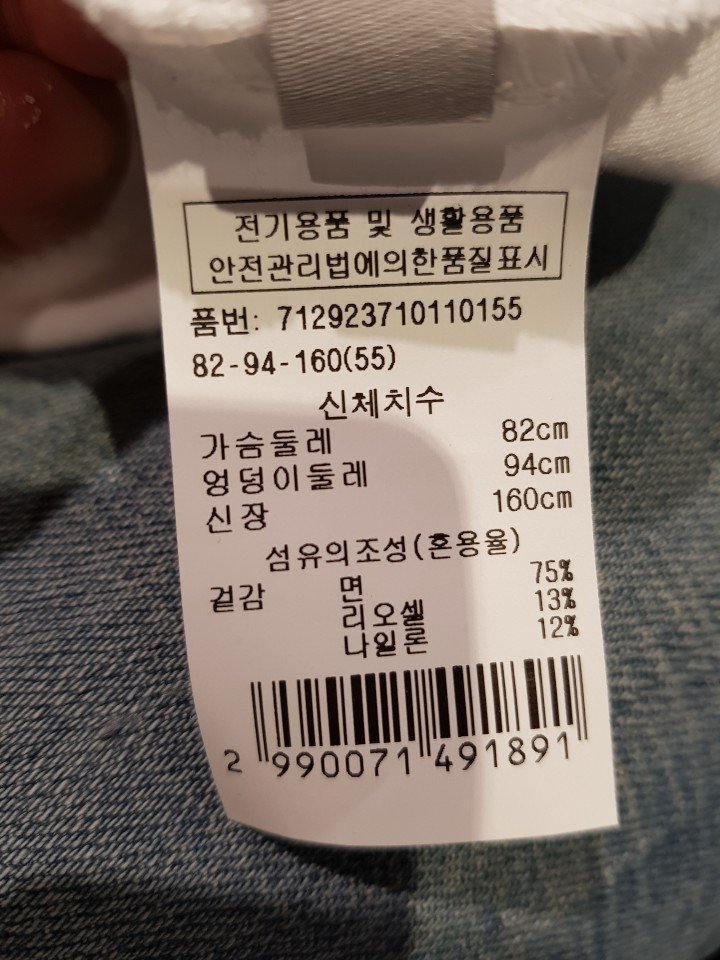 전기용품 및 생활용품
안전관리법에의한품질표시
품번: 712923710110155
82-94-160(55)
신체치수
가슴둘레 82cm
엉덩이둘레 94cm
신장 160cm
섬유의조성(혼용율)
겉감 면 75%
리오셀 13%
나일론 12%
2 990071 491891